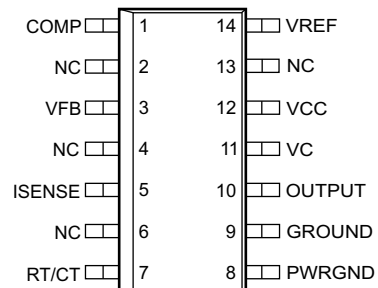 COMP 1 14 VREF
NC 2 13 NC
VFB 3 12 VCC
NC 4 11 VC
ISENSE 5 10 OUTPUT
NC 6 9 GROUND
RT/CT 7 8 PWRGND